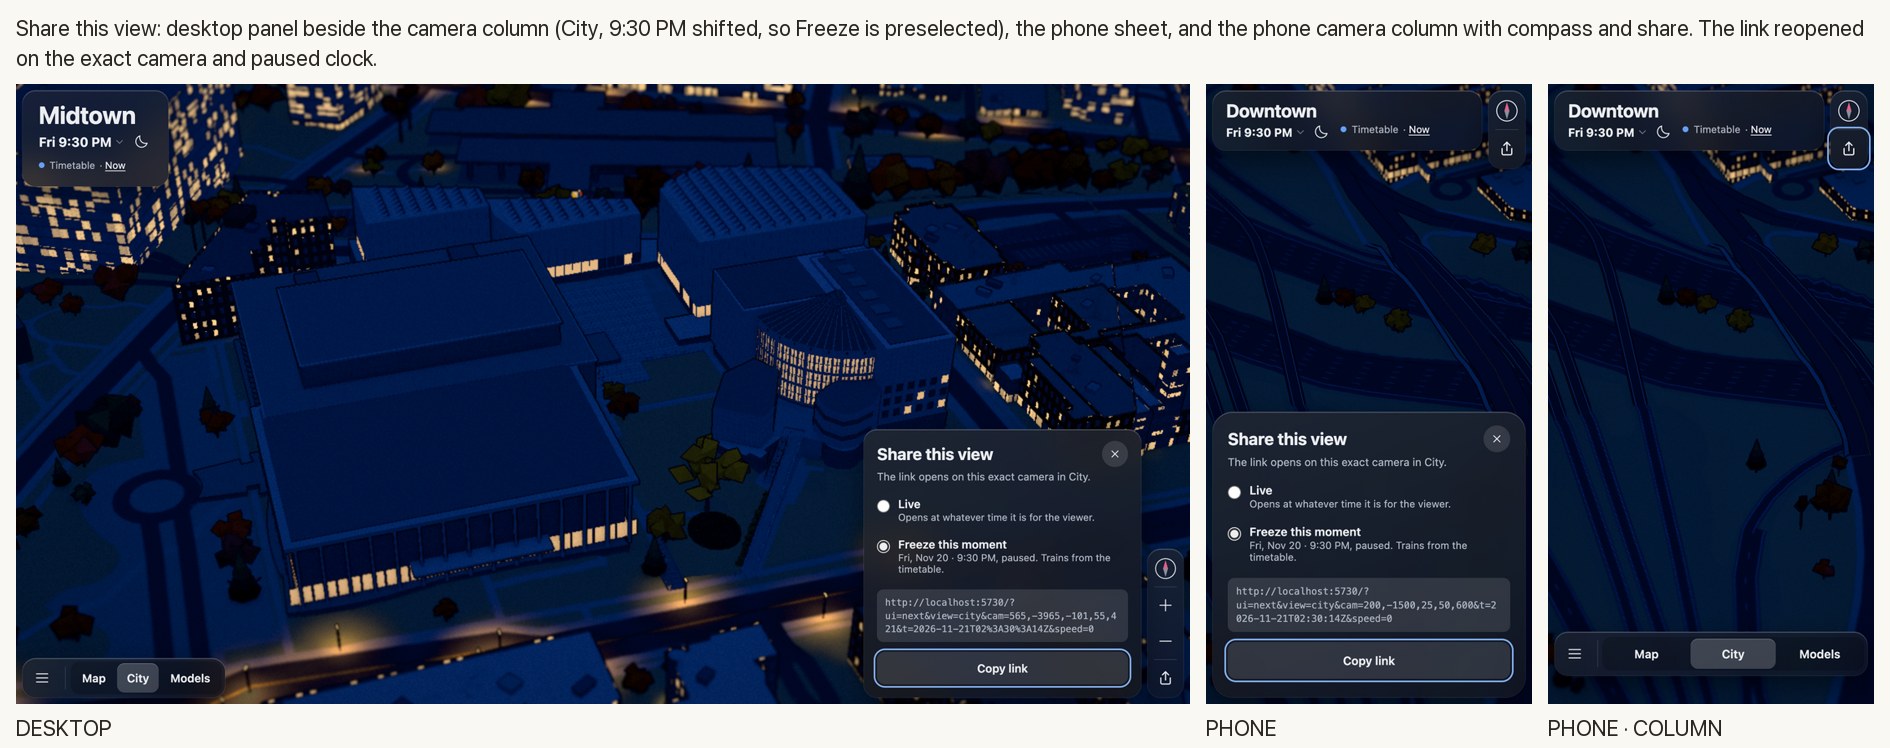 Share this view: desktop panel beside the camera column (City, 9:30 PM shifted, so Freeze is preselected), the phone sheet, and the phone camera column with compass and share. The link reopened
on the exact camera and paused clock.
Midtown
Fri 9:30 PM
Timetable · Now
Share this view
The link opens on this exact camera in City.
Live
Opens at whatever time it is for the viewer.
Freeze this moment
Fri, Nov 20 · 9:30 PM, paused. Trains from the
timetable.
http://localhost:5730/?
ui=next&view=city&cam=565,-3965,-101,55,4
21&t=2026-11-21T02%3A30%3A14Z&speed=0
Copy link
Map City Models
DESKTOP
Downtown
Fri 9:30 PM
Timetable · Now
Share this view
The link opens on this exact camera in City.
Live
Opens at whatever time it is for the viewer.
Freeze this moment
Fri, Nov 20 · 9:30 PM, paused. Trains from the
timetable.
http://localhost:5730/?
ui=next&view=city&cam=200,-1500,25,50,600&t=2
026-11-21T02:30:14Z&speed=0
Copy link
PHONE
Downtown
Fri 9:30 PM
Timetable · Now
Map City Models
PHONE · COLUMN